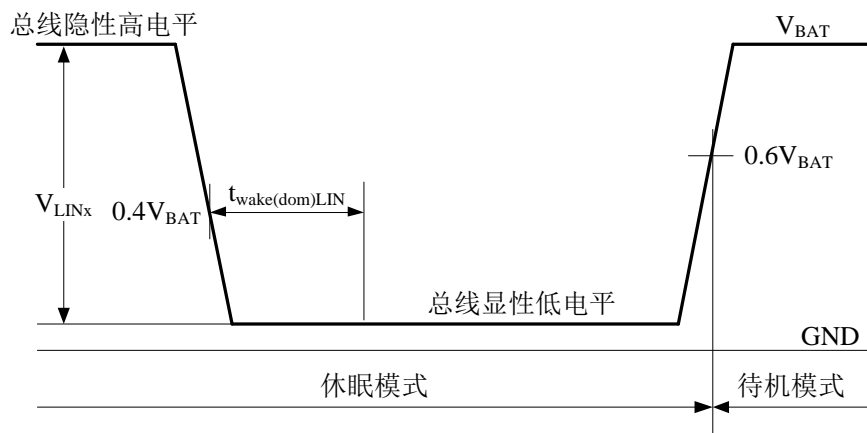 总线隐性高电平
V_BAT
0.6V_BAT
t_wake(dom)LIN
V_LINx
0.4V_BAT
总线显性低电平
GND
休眠模式
待机模式